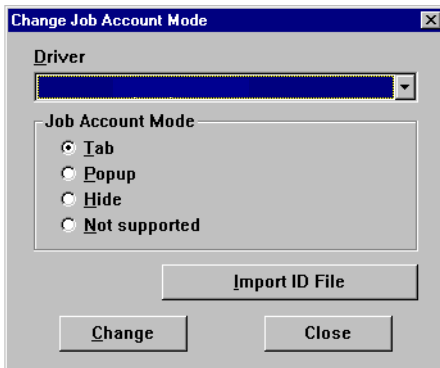 Change Job Account Mode
Driver
Job Account Mode
Tab
Popup
Hide
Not supported
Import ID File
Change
Close